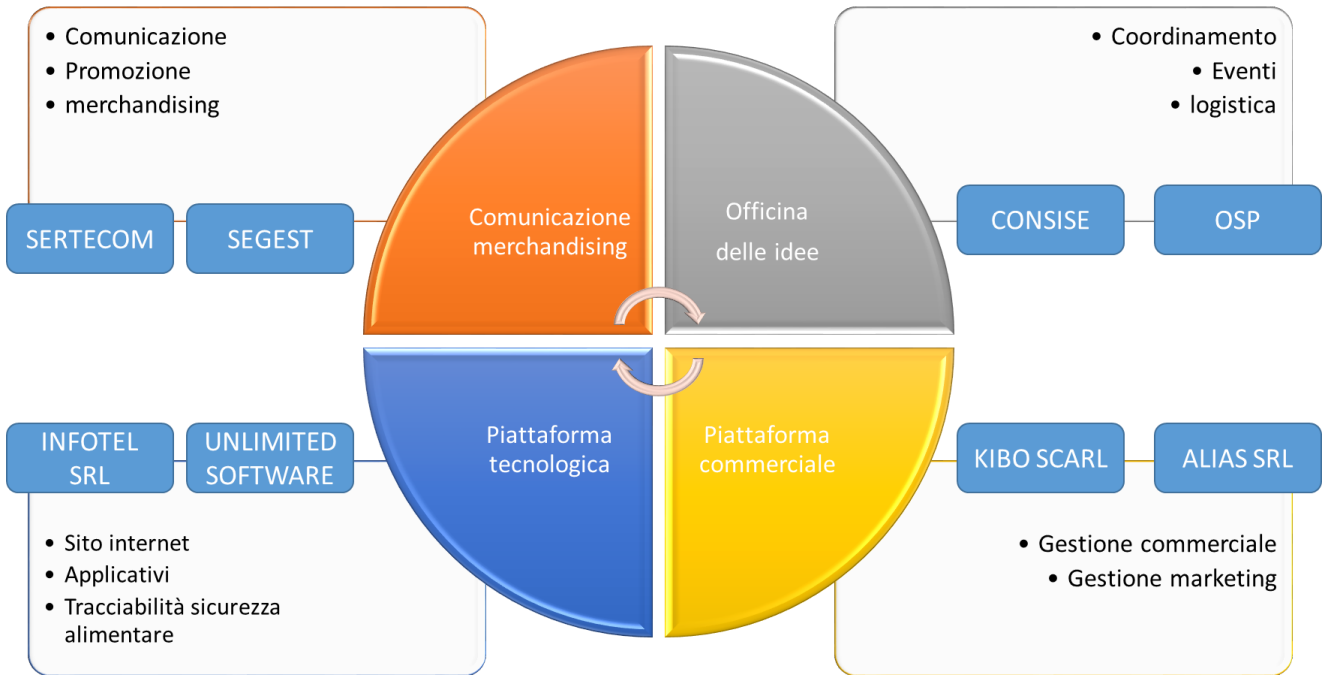 • Comunicazione
• Promozione
• merchandising
SERTECOM
SEGEST
Comunicazione
merchandising
• Coordinamento
• Eventi
• logistica
Officina
delle idee
CONSISE
OSP
INFOTEL
SRL
UNLIMITED
SOFTWARE
• Sito internet
• Applicativi
• Tracciabilità sicurezza
alimentare
Piattaforma
tecnologica
Piattaforma
commerciale
KIBO SCARL
ALIAS SRL
• Gestione commerciale
• Gestione marketing